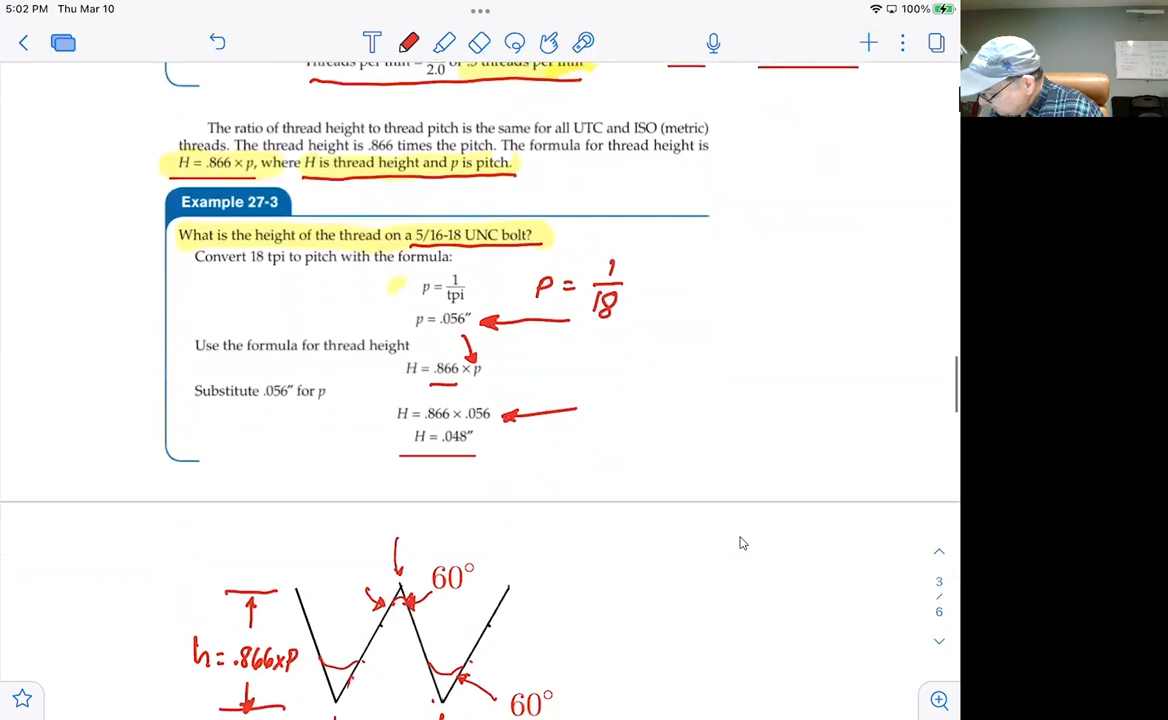 5:02 PM Thu Mar 10
100%
T
Threads per min = 2.0 or .5 threads per min
The ratio of thread height to thread pitch is the same for all UTC and ISO (metric)
threads. The thread height is .866 times the pitch. The formula for thread height is
H = .866 × p, where H is thread height and p is pitch.
Example 27-3
What is the height of the thread on a 5/16-18 UNC bolt?
Convert 18 tpi to pitch with the formula:
p = 1/tpi
P = 1/18
p = .056″
Use the formula for thread height
H = .866 × p
Substitute .056″ for p
H = .866 × .056
H = .048″
60°
h = .866xP
60°
3
/
6